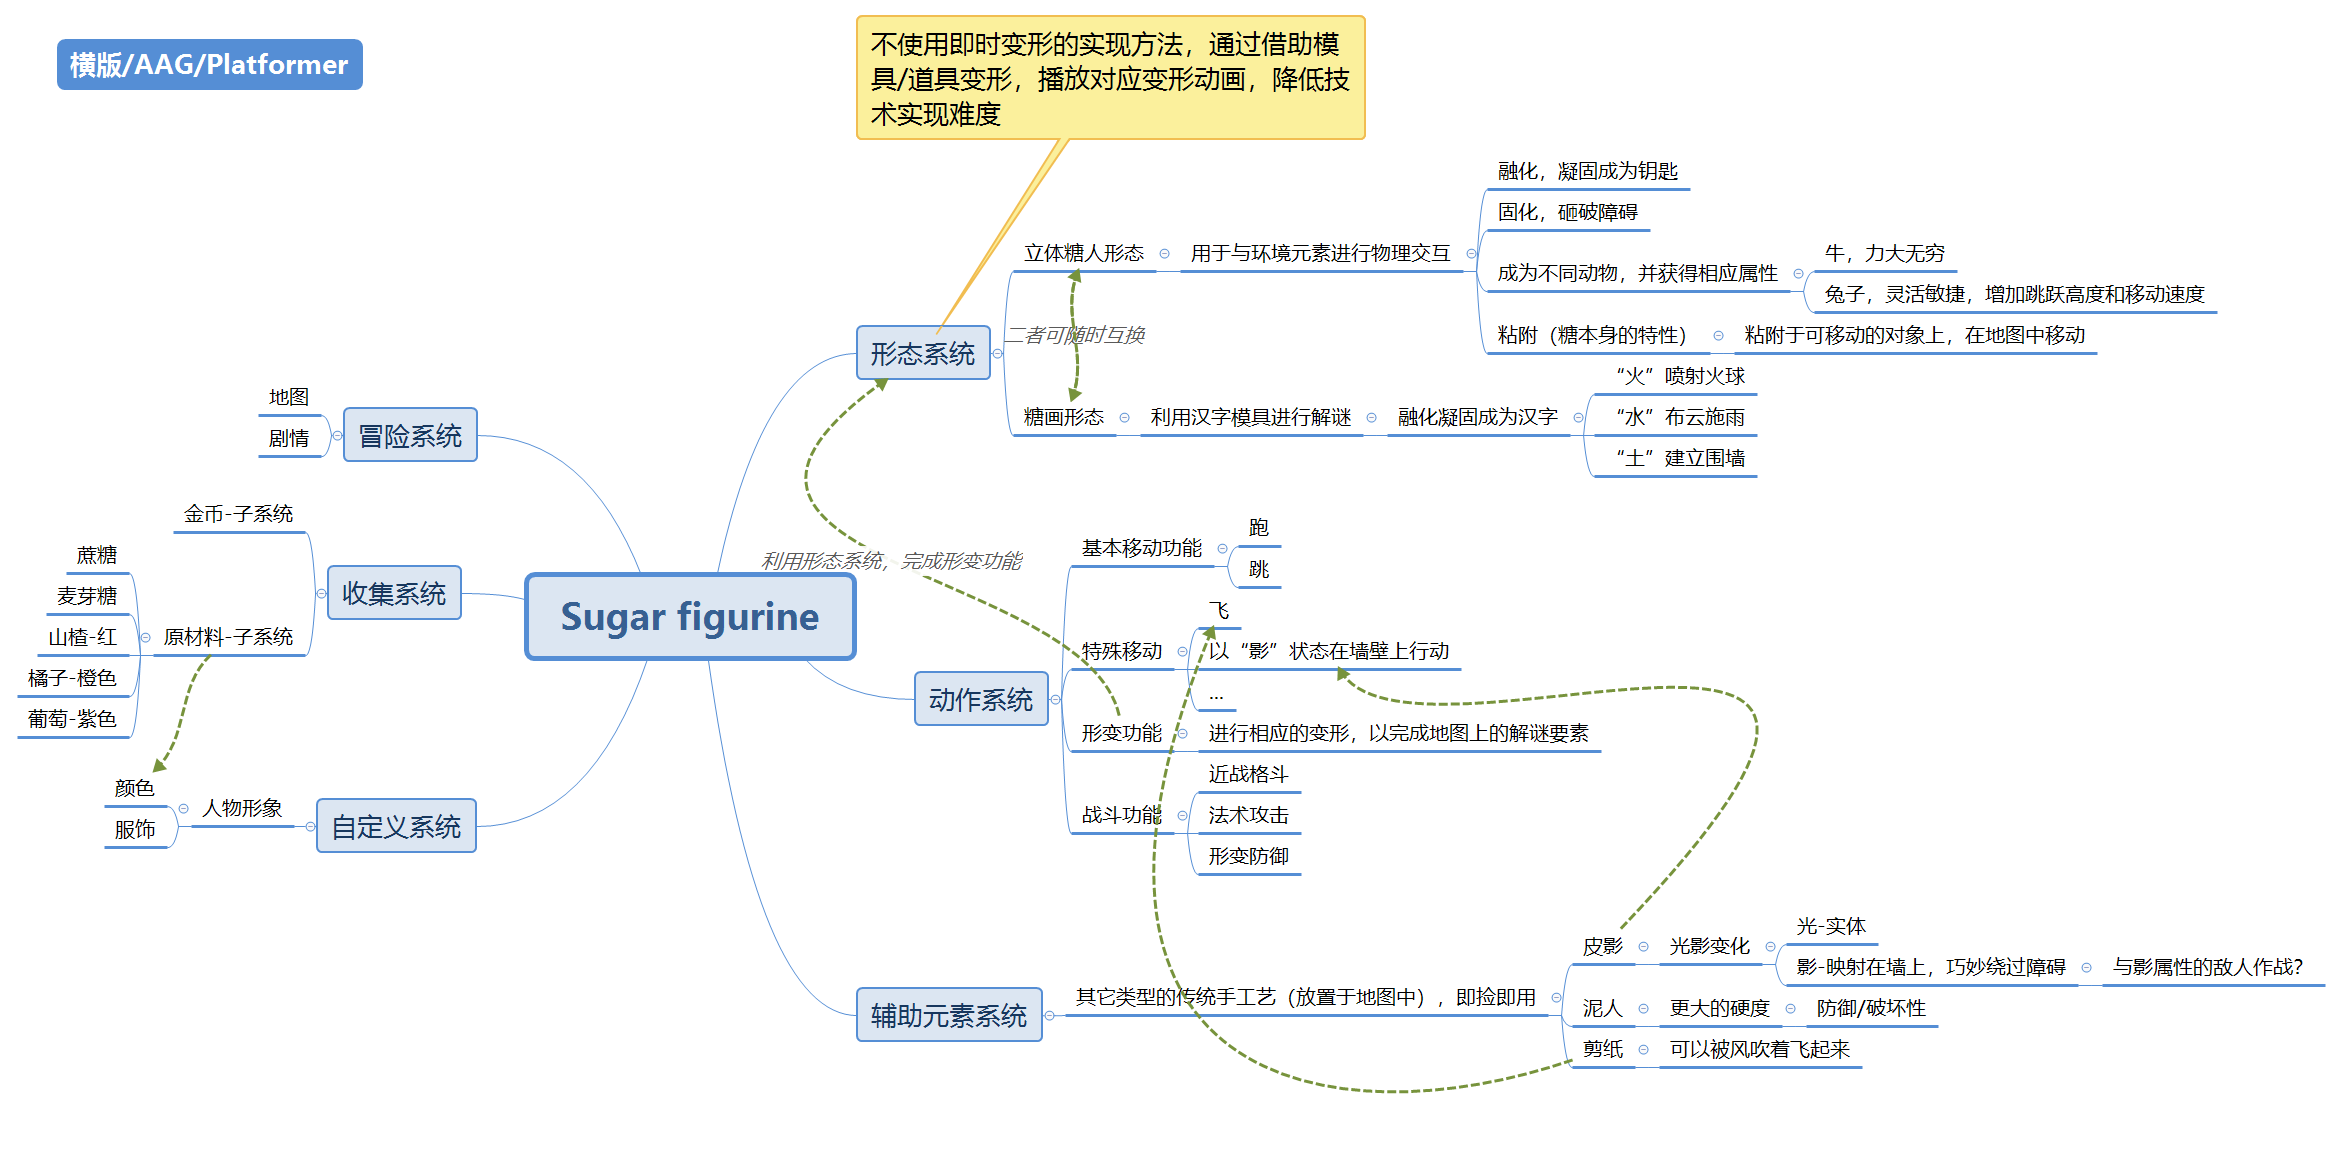 横版/AAG/Platformer
不使用即时变形的实现方法，通过借助模
具/道具变形，播放对应变形动画，降低技
术实现难度
Sugar figurine
形态系统
立体糖人形态
用于与环境元素进行物理交互
融化，凝固成为钥匙
固化，砸破障碍
成为不同动物，并获得相应属性
牛，力大无穷
兔子，灵活敏捷，增加跳跃高度和移动速度
粘附（糖本身的特性）
粘附于可移动的对象上，在地图中移动
二者可随时互换
糖画形态
利用汉字模具进行解谜
融化凝固成为汉字
“火”喷射火球
“水”布云施雨
“土”建立围墙
利用形态系统，完成形变功能
动作系统
基本移动功能
跑
跳
特殊移动
飞
以“影”状态在墙壁上行动
...
形变功能
进行相应的变形，以完成地图上的解谜要素
战斗功能
近战格斗
法术攻击
形变防御
辅助元素系统
其它类型的传统手工艺（放置于地图中），即捡即用
皮影
光影变化
光-实体
影-映射在墙上，巧妙绕过障碍
与影属性的敌人作战？
泥人
更大的硬度
防御/破坏性
剪纸
可以被风吹着飞起来
冒险系统
地图
剧情
收集系统
金币-子系统
原材料-子系统
蔗糖
麦芽糖
山楂-红
橘子-橙色
葡萄-紫色
自定义系统
人物形象
颜色
服饰